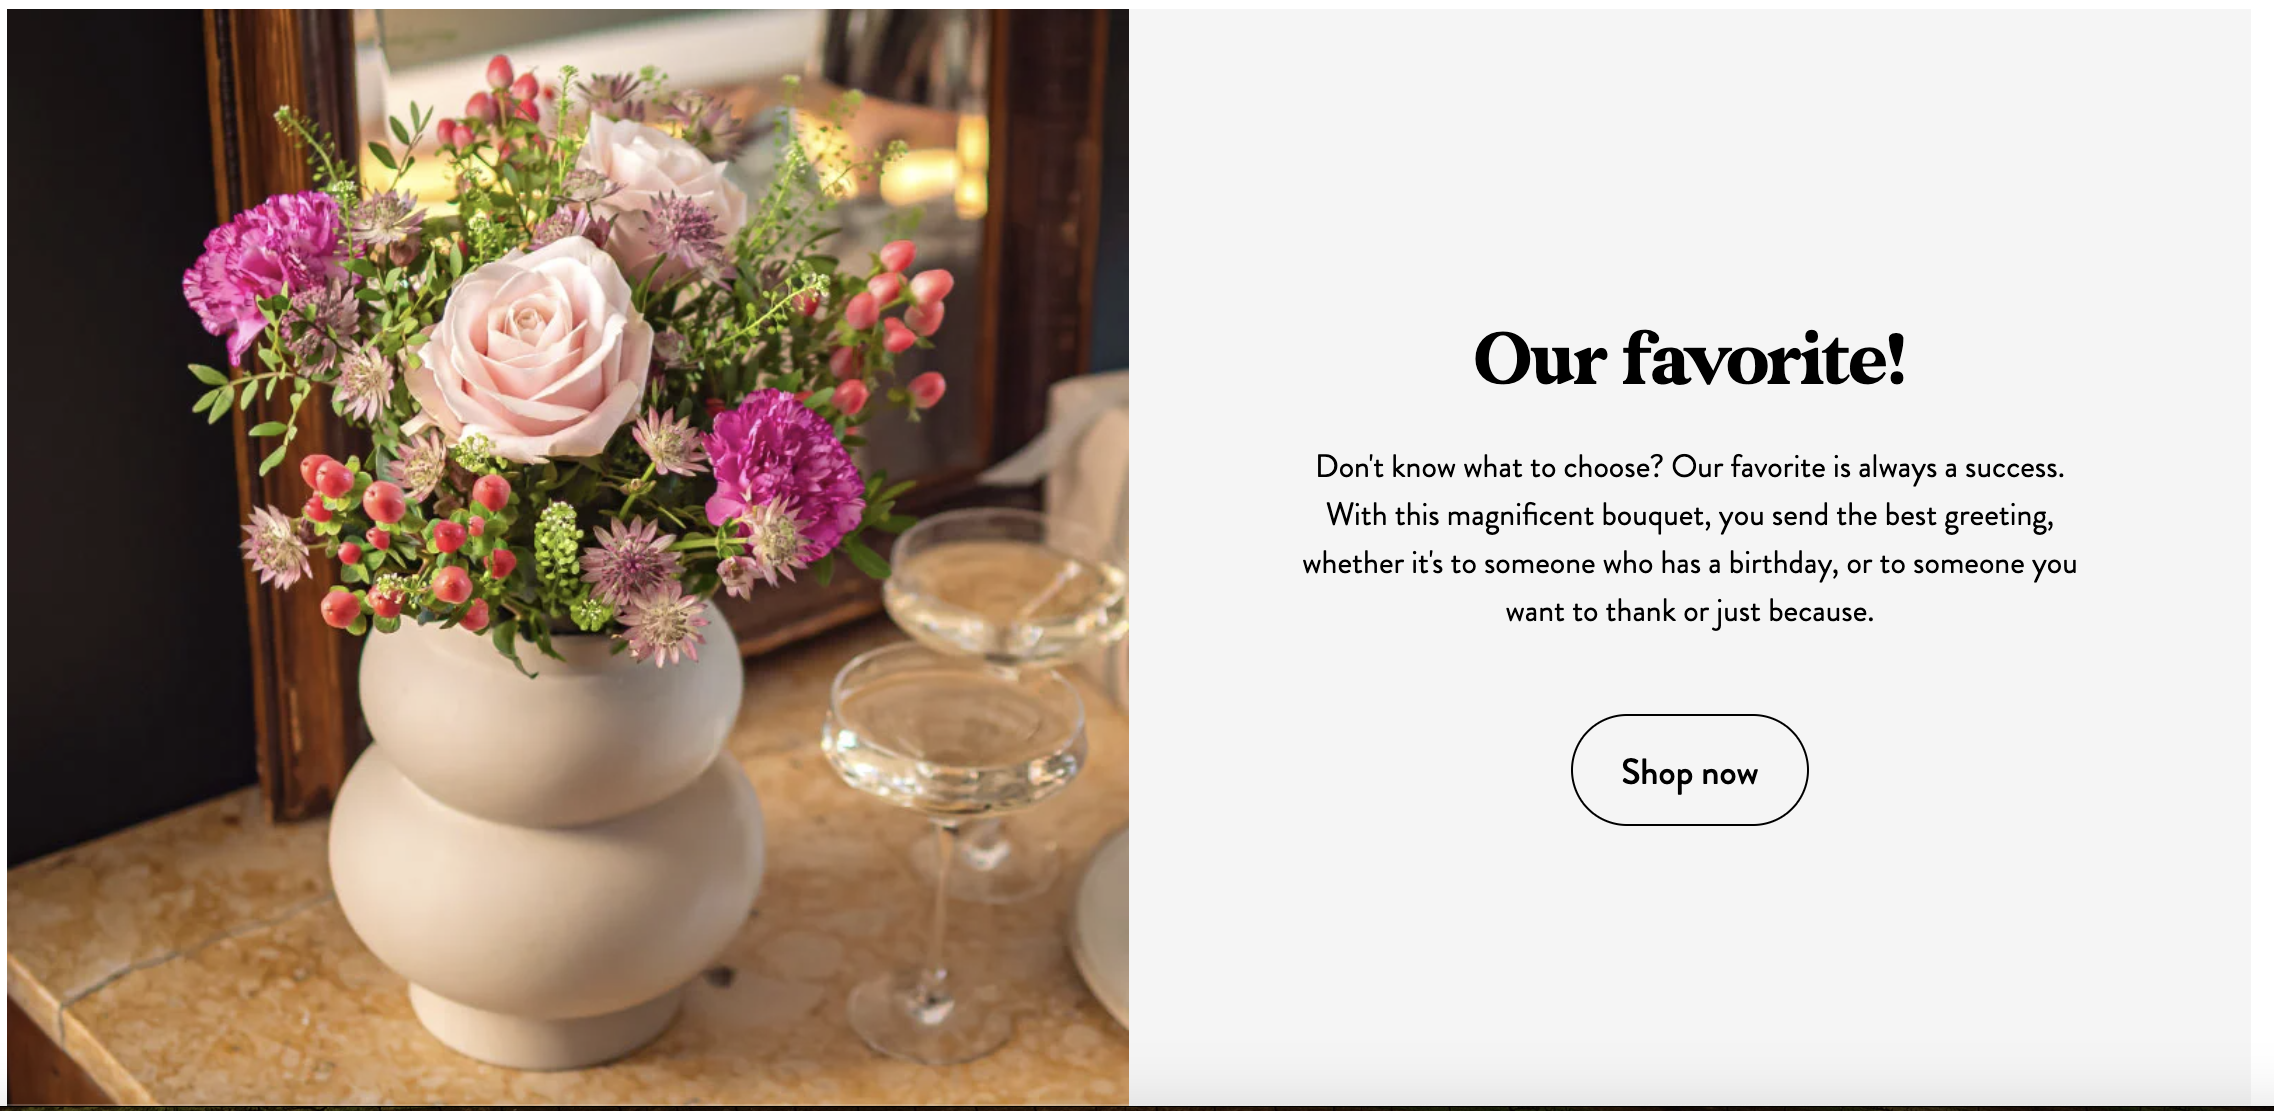 Our favorite!
Don't know what to choose? Our favorite is always a success.
With this magnificent bouquet, you send the best greeting,
whether it's to someone who has a birthday, or to someone you
want to thank or just because.
Shop now